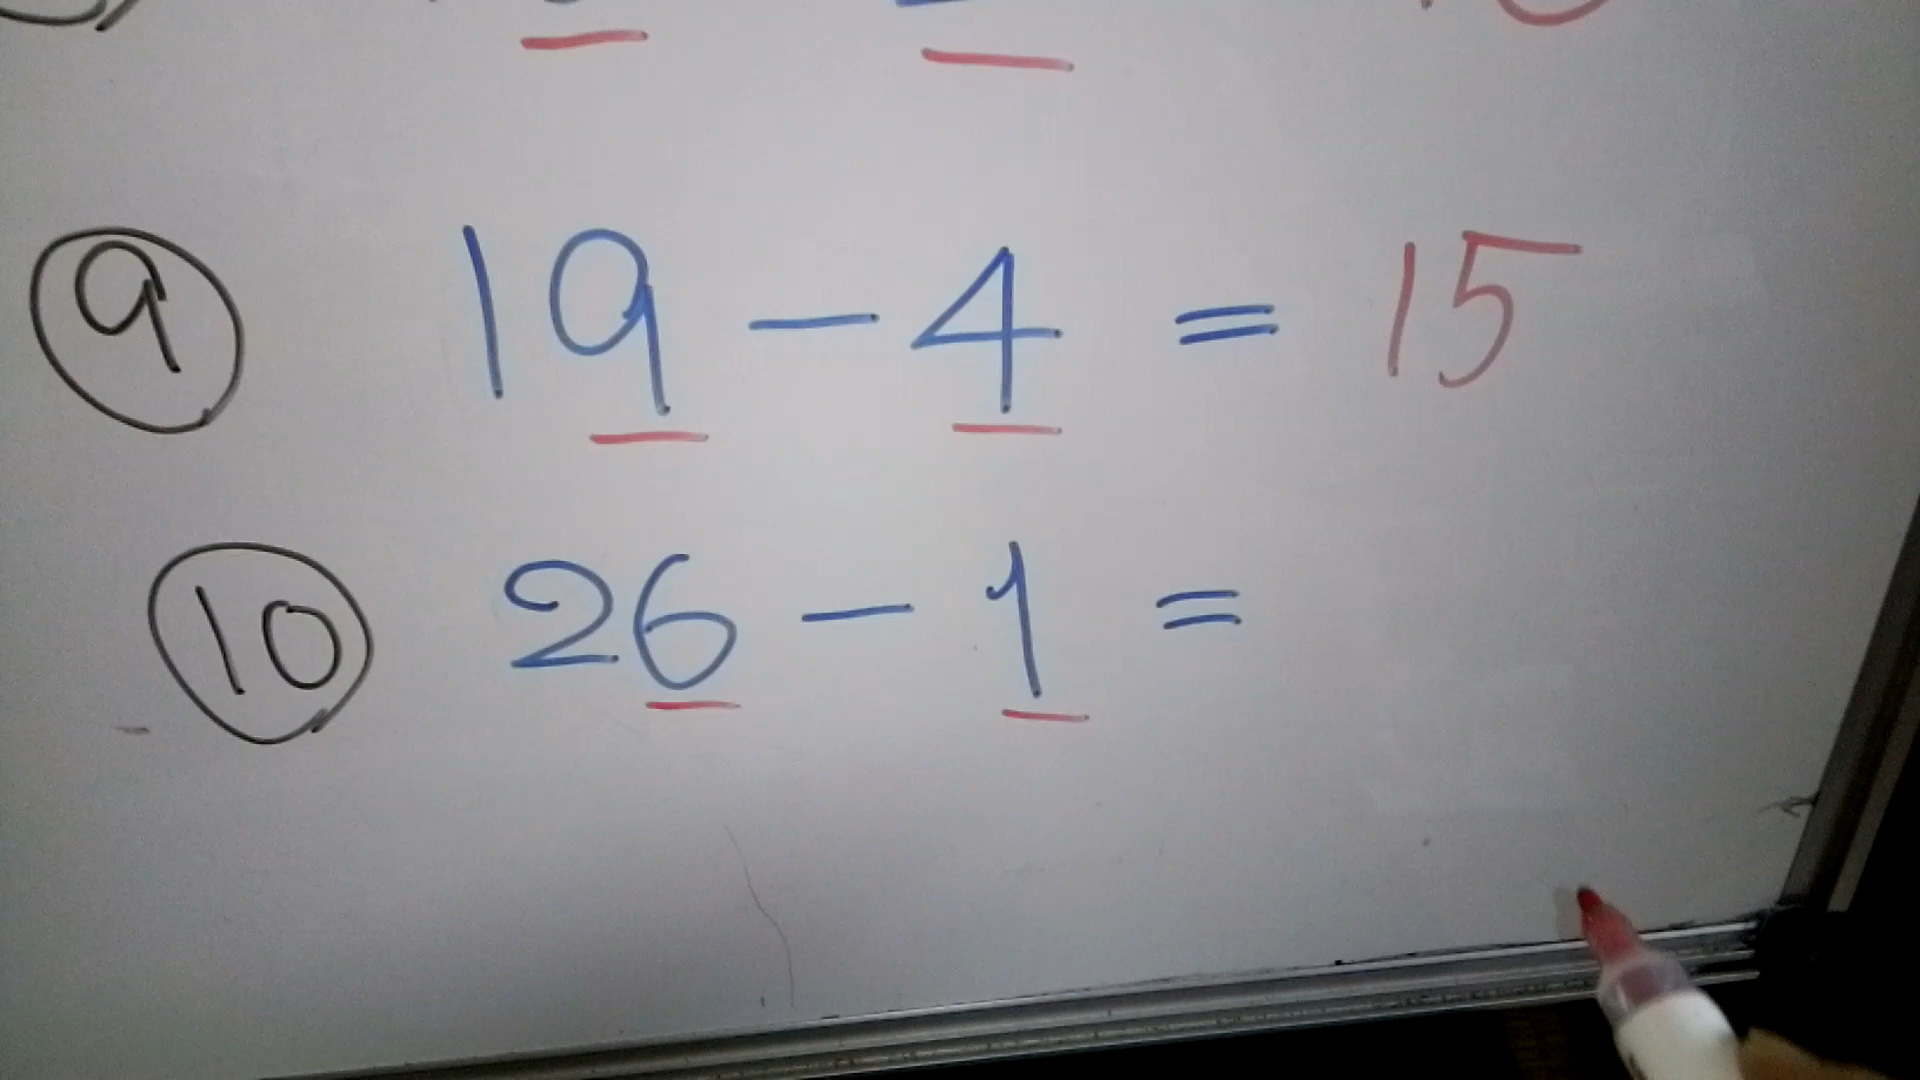 9 19 - 4 = 15
10 26 - 1 =